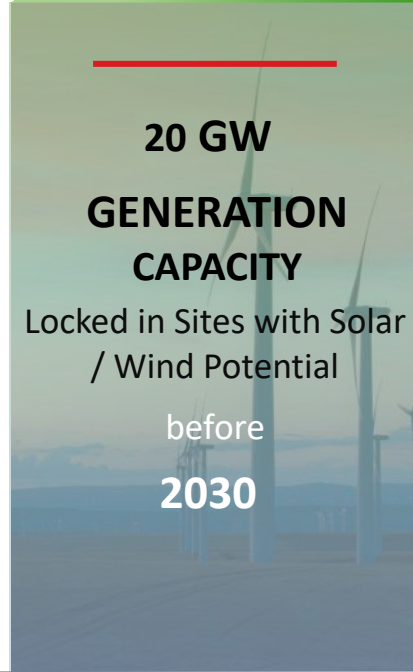 20 GW
GENERATION
CAPACITY
Locked in Sites with Solar
/ Wind Potential
before
2030